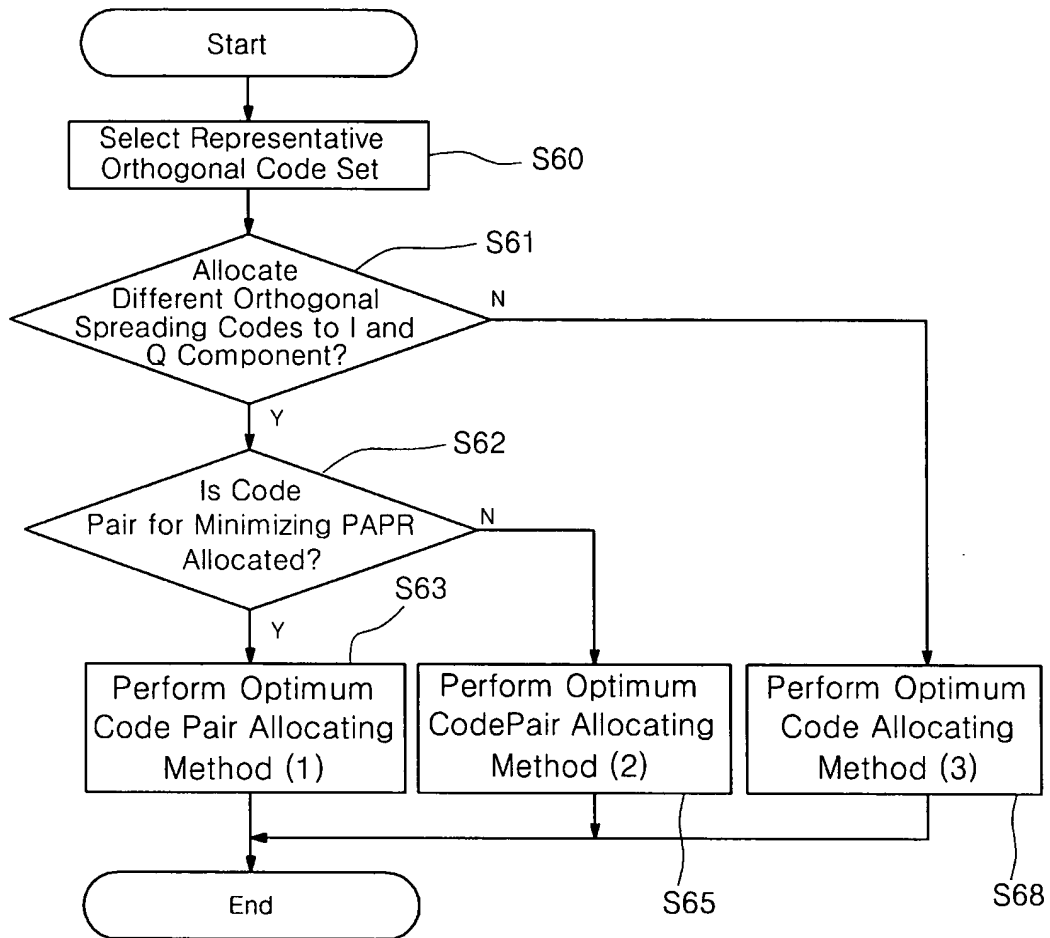 Start
Select Representative
Orthogonal Code Set
S60
S61
Allocate
Different Orthogonal
Spreading Codes to I and
Q Component?
N
Y
S62
Is Code
Pair for Minimizing PAPR
Allocated?
N
Y
S63
Perform Optimum
Code Pair Allocating
Method (1)
Perform Optimum
CodePair Allocating
Method (2)
Perform Optimum
Code Allocating
Method (3)
S65
S68
End